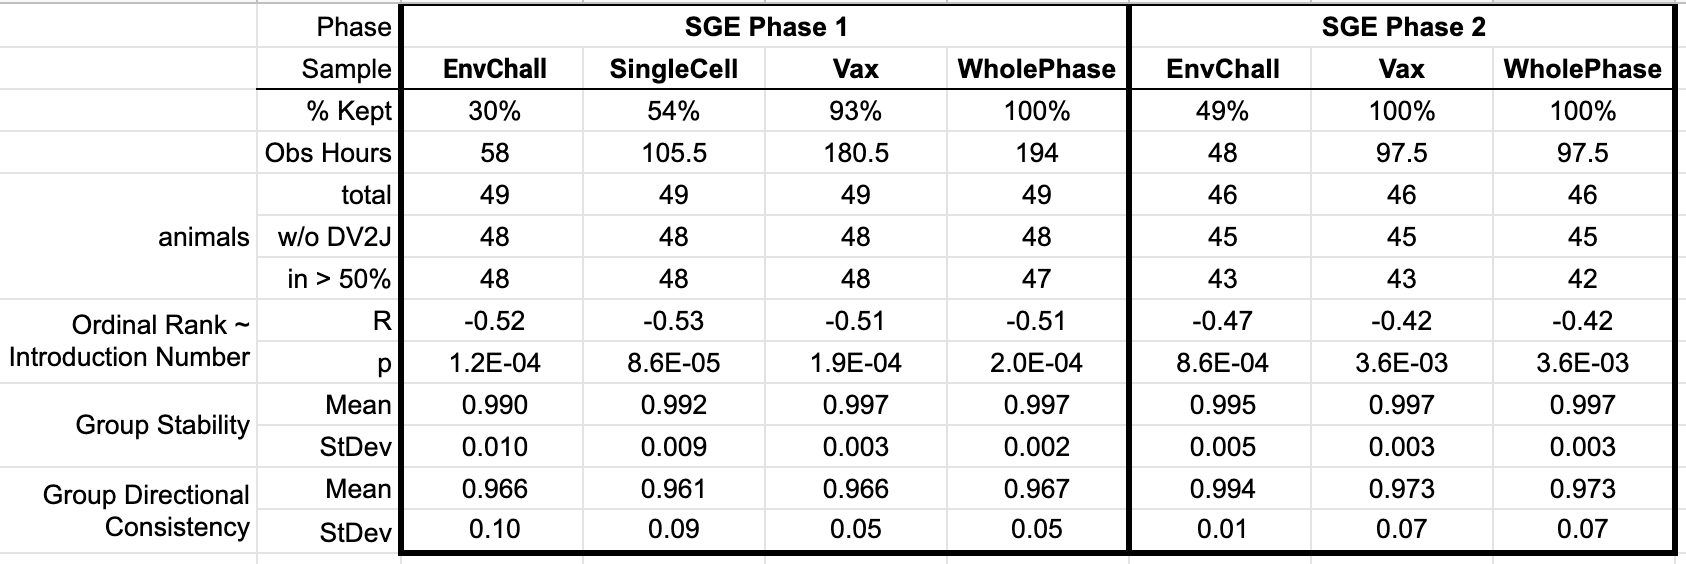 Phase SGE Phase 1 SGE Phase 2
Sample EnvChall SingleCell Vax WholePhase EnvChall Vax WholePhase
% Kept 30% 54% 93% 100% 49% 100% 100%
Obs Hours 58 105.5 180.5 194 48 97.5 97.5
total 49 49 49 49 46 46 46
animals w/o DV2J 48 48 48 48 45 45 45
in > 50% 48 48 48 47 43 43 42
Ordinal Rank ~
Introduction Number
R -0.52 -0.53 -0.51 -0.51 -0.47 -0.42 -0.42
p 1.2E-04 8.6E-05 1.9E-04 2.0E-04 8.6E-04 3.6E-03 3.6E-03
Group Stability
Mean 0.990 0.992 0.997 0.997 0.995 0.997 0.997
StDev 0.010 0.009 0.003 0.002 0.005 0.003 0.003
Group Directional
Consistency
Mean 0.966 0.961 0.966 0.967 0.994 0.973 0.973
StDev 0.10 0.09 0.05 0.05 0.01 0.07 0.07